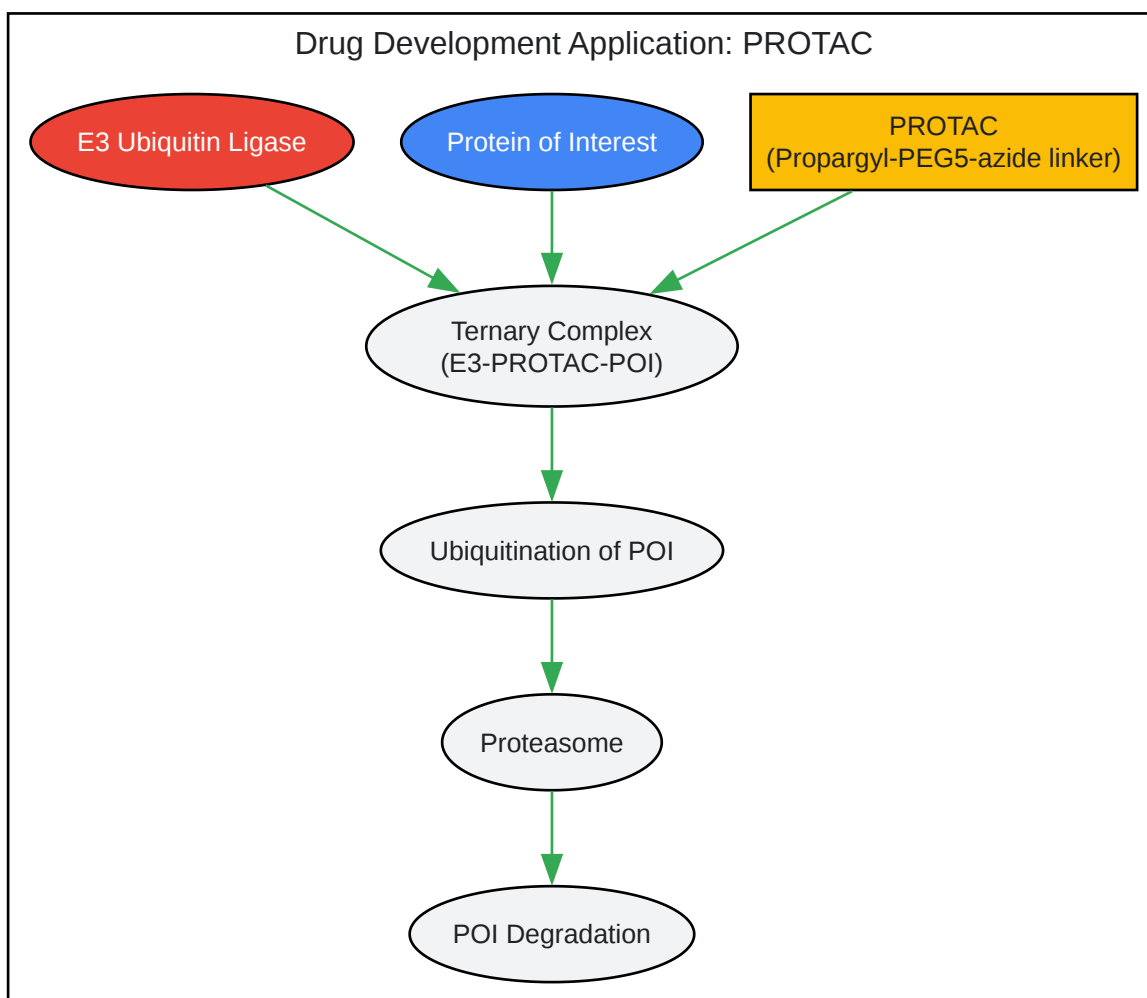 Drug Development Application: PROTAC
E3 Ubiquitin Ligase
Protein of Interest
PROTAC
(Propargyl-PEG5-azide linker)
Ternary Complex
(E3-PROTAC-POI)
Ubiquitination of POI
Proteasome
POI Degradation